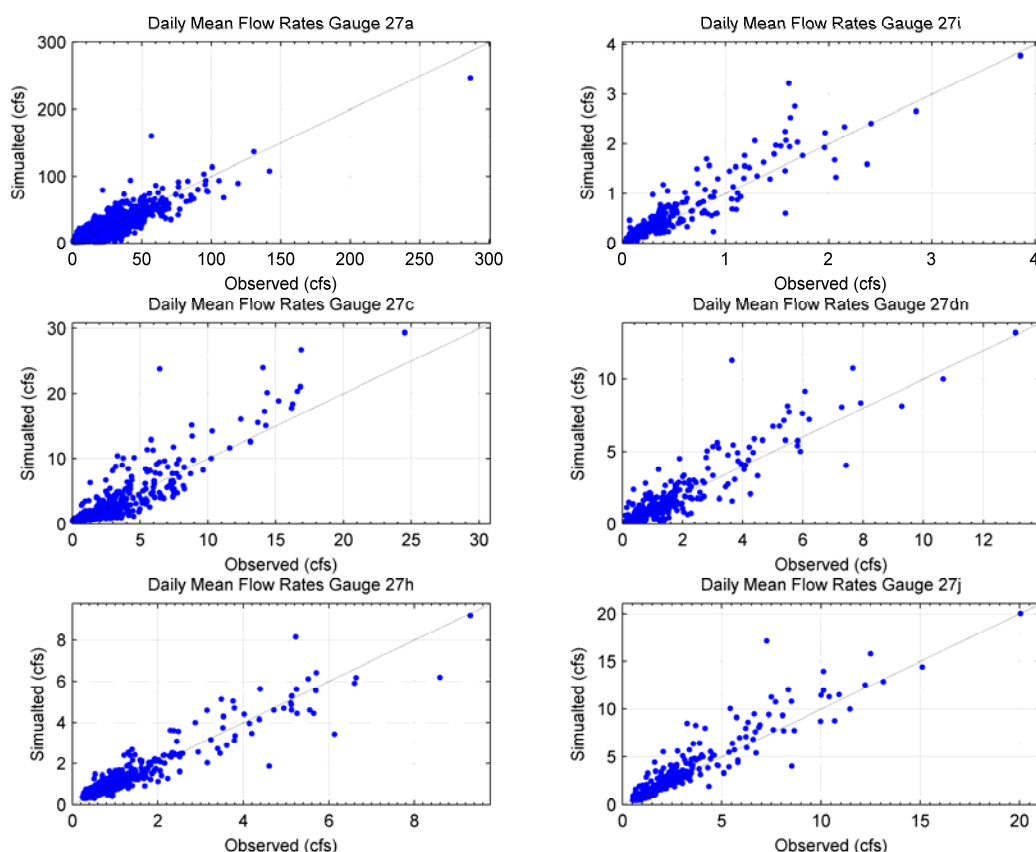 Daily Mean Flow Rates Gauge 27a
300
200
100
0
Simualted (cfs)
0 50 100 150 200 250 300
Observed (cfs)
Daily Mean Flow Rates Gauge 27i
4
3
2
1
0
Simualted (cfs)
0 1 2 3 4
Observed (cfs)
Daily Mean Flow Rates Gauge 27c
30
20
10
0
Simualted (cfs)
0 5 10 15 20 25 30
Observed (cfs)
Daily Mean Flow Rates Gauge 27dn
10
5
0
Simualted (cfs)
0 2 4 6 8 10 12
Observed (cfs)
Daily Mean Flow Rates Gauge 27h
8
6
4
2
0
Simualted (cfs)
0 2 4 6 8
Observed (cfs)
Daily Mean Flow Rates Gauge 27j
20
15
10
5
0
Simualted (cfs)
0 5 10 15 20
Observed (cfs)